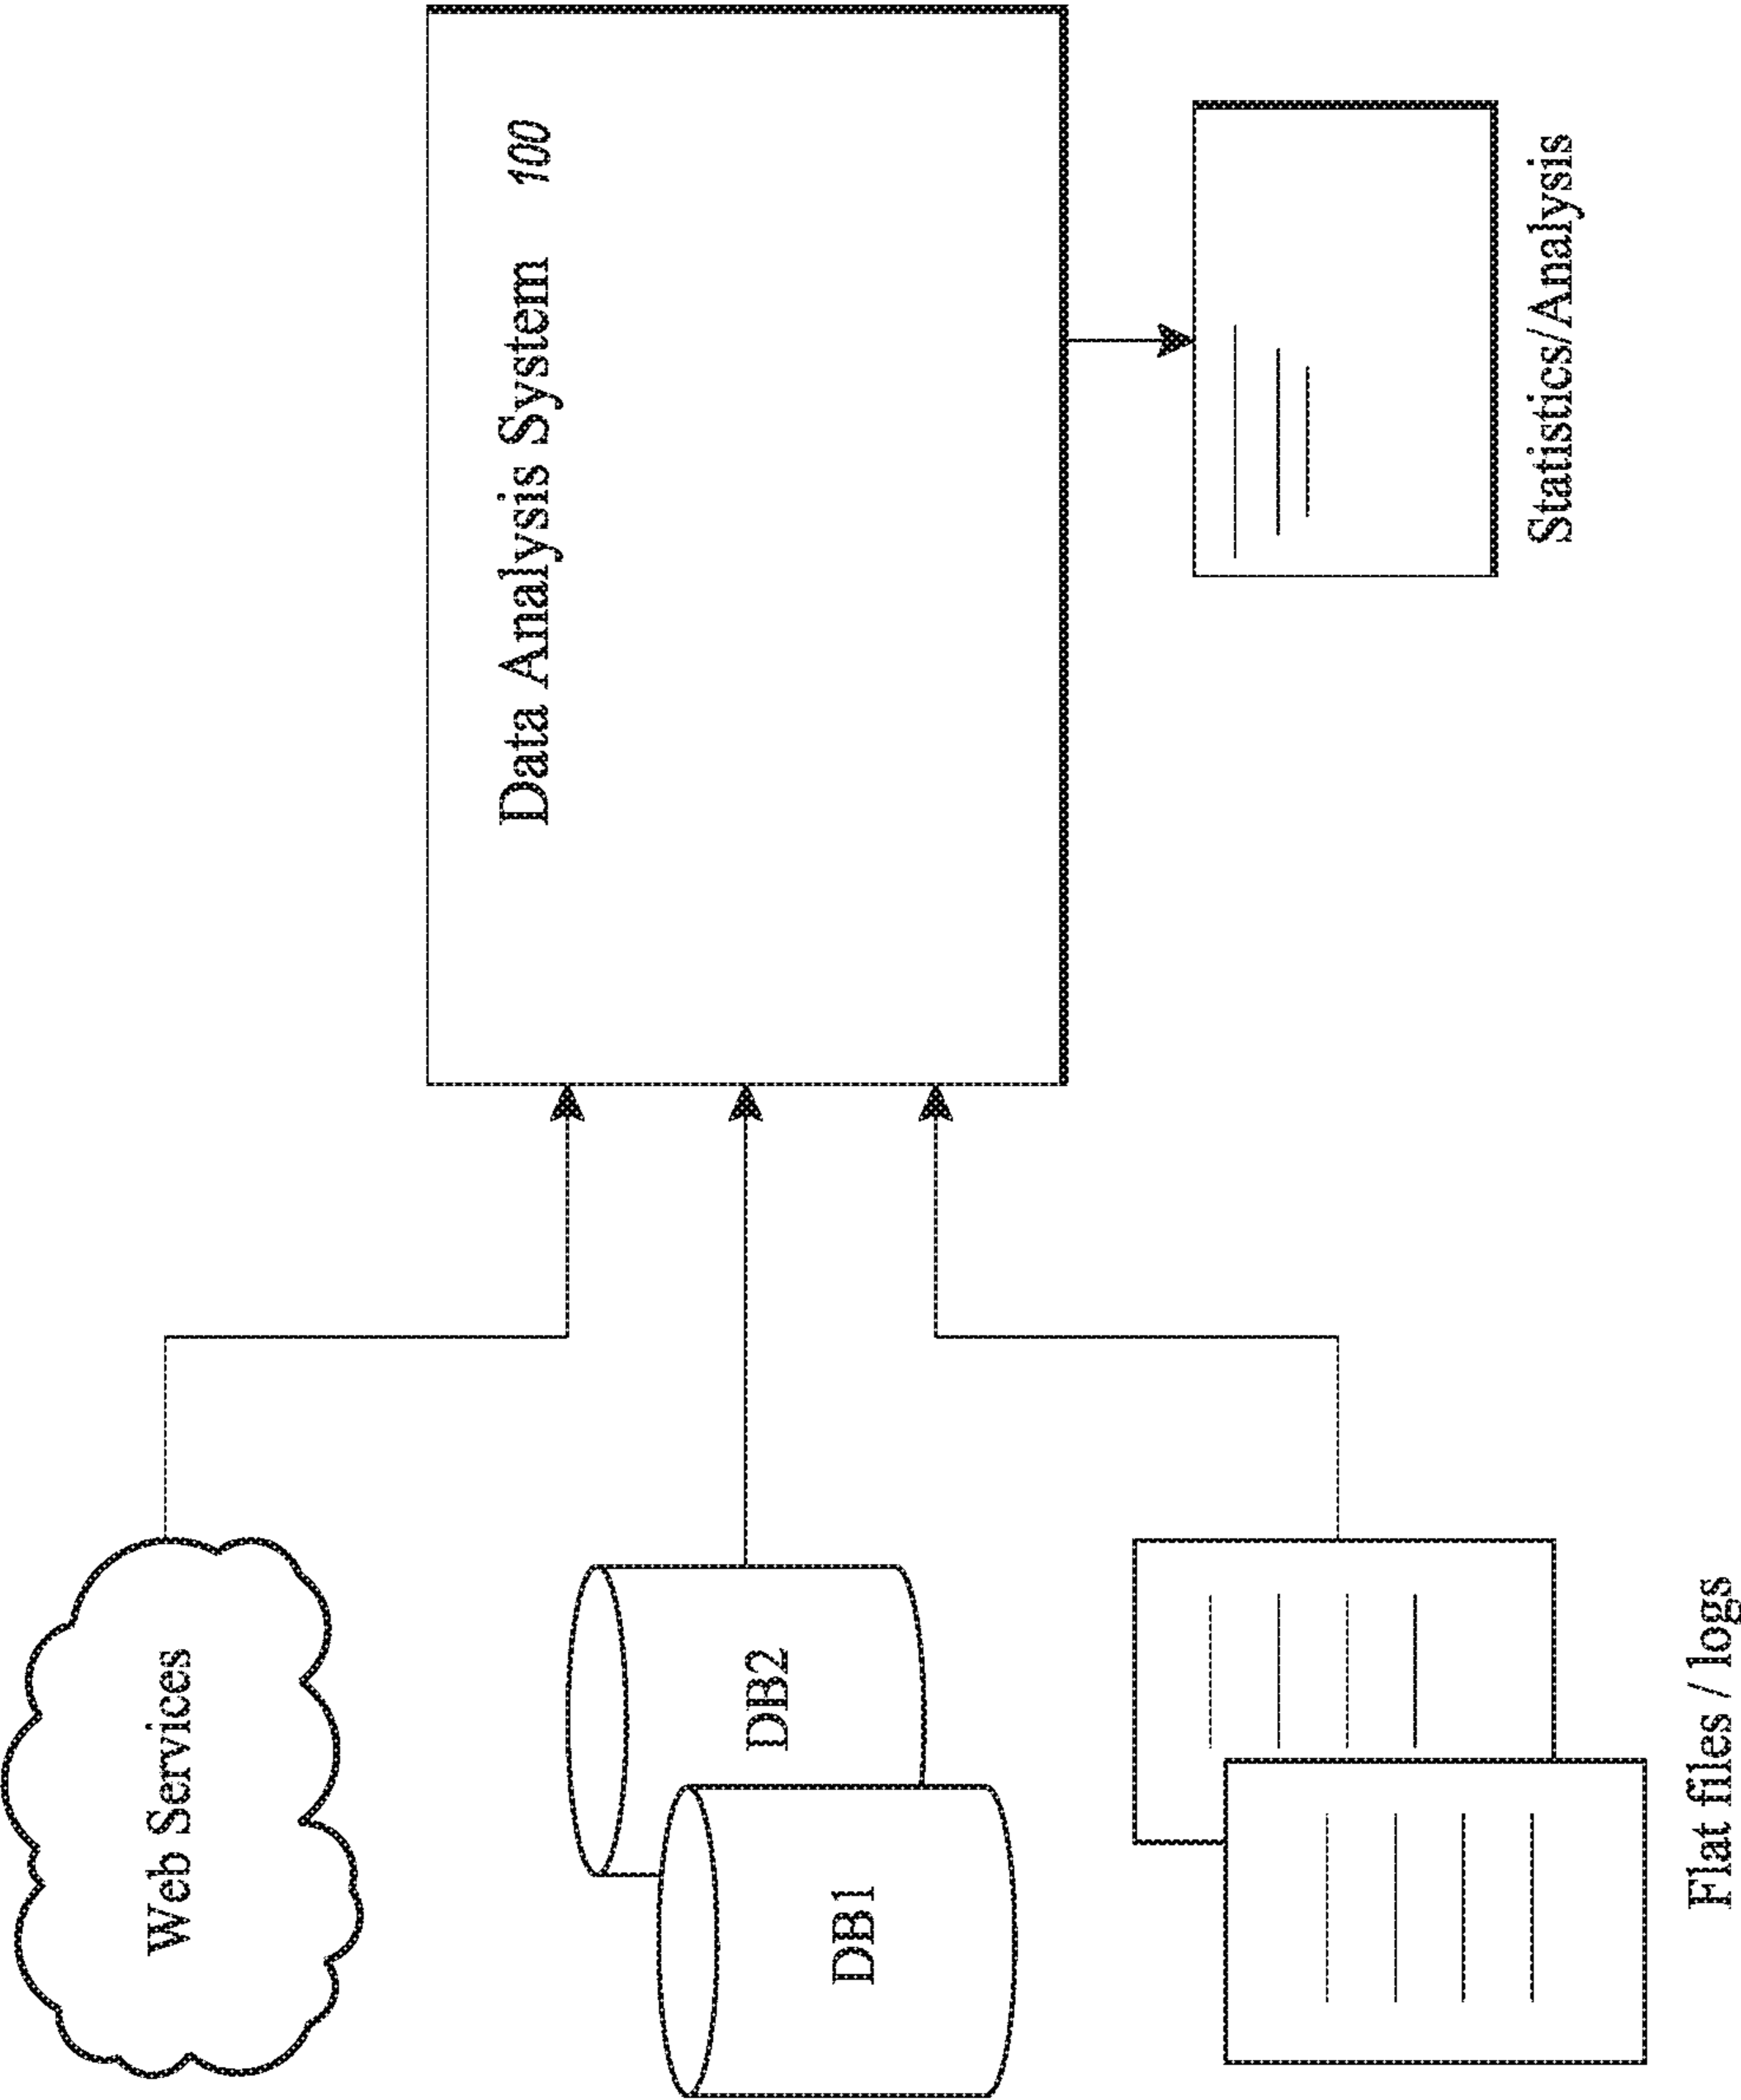 Web Services
DB1
DB2
Flat files / logs
Data Analysis System 100
Statistics/Analysis